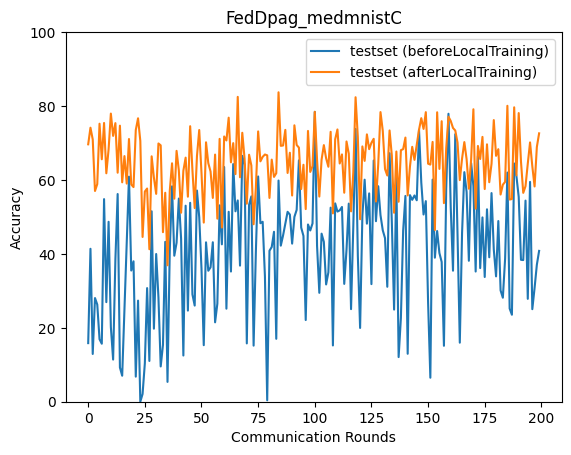 FedDpag_medmnistC
testset (beforeLocalTraining)
testset (afterLocalTraining)
Accuracy
100
80
60
40
20
0
0 25 50 75 100 125 150 175 200
Communication Rounds